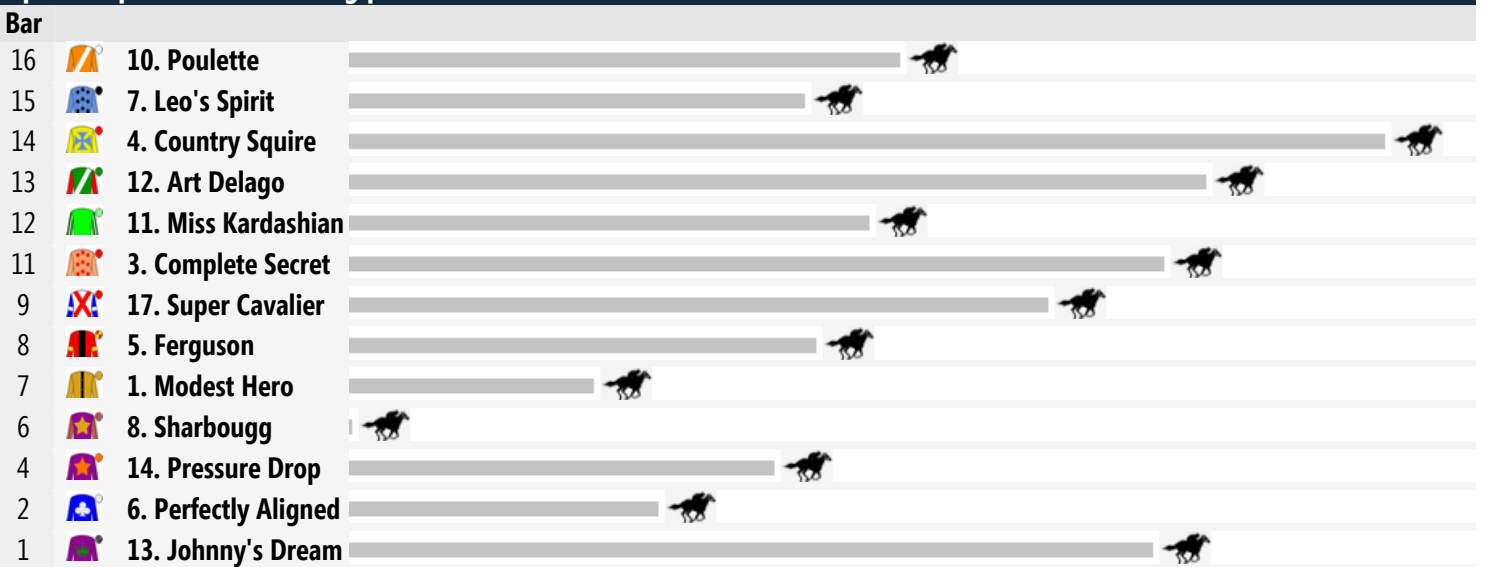 Bar
16 10. Poulette
15 7. Leo's Spirit
14 4. Country Squire
13 12. Art Delago
12 11. Miss Kardashian
11 3. Complete Secret
9 17. Super Cavalier
8 5. Ferguson
7 1. Modest Hero
6 8. Sharbougg
4 14. Pressure Drop
2 6. Perfectly Aligned
1 13. Johnny's Dream